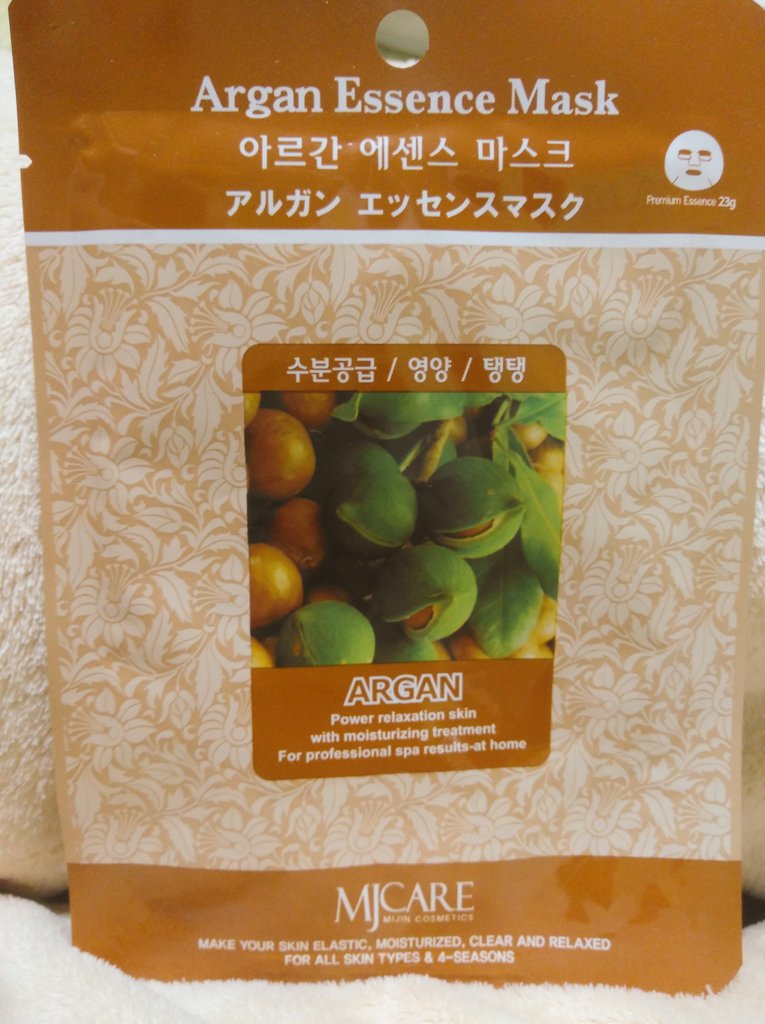 Argan Essence Mask
아르간 에센스 마스크
アルガン エッセンスマスク
Premium Essence 23g
수분공급 / 영양 / 탱탱
ARGAN
Power relaxation skin
with moisturizing treatment
For professional spa results-at home
MJCARE
MIJIN COSMETICS
MAKE YOUR SKIN ELASTIC, MOISTURIZED, CLEAR AND RELAXED
FOR ALL SKIN TYPES & 4-SEASONS